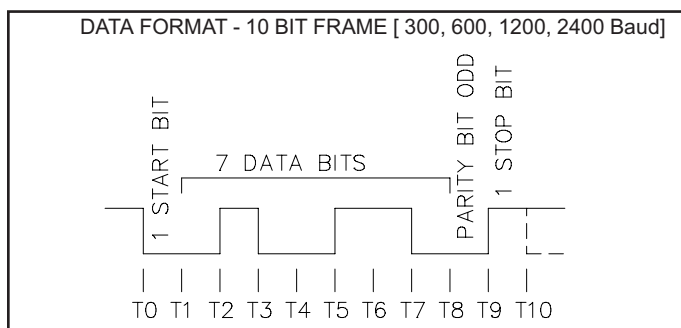 DATA FORMAT - 10 BIT FRAME [ 300, 600, 1200, 2400 Baud]
1 START BIT
7 DATA BITS
PARITY BIT ODD
1 STOP BIT
T0 T1 T2 T3 T4 T5 T6 T7 T8 T9 T10